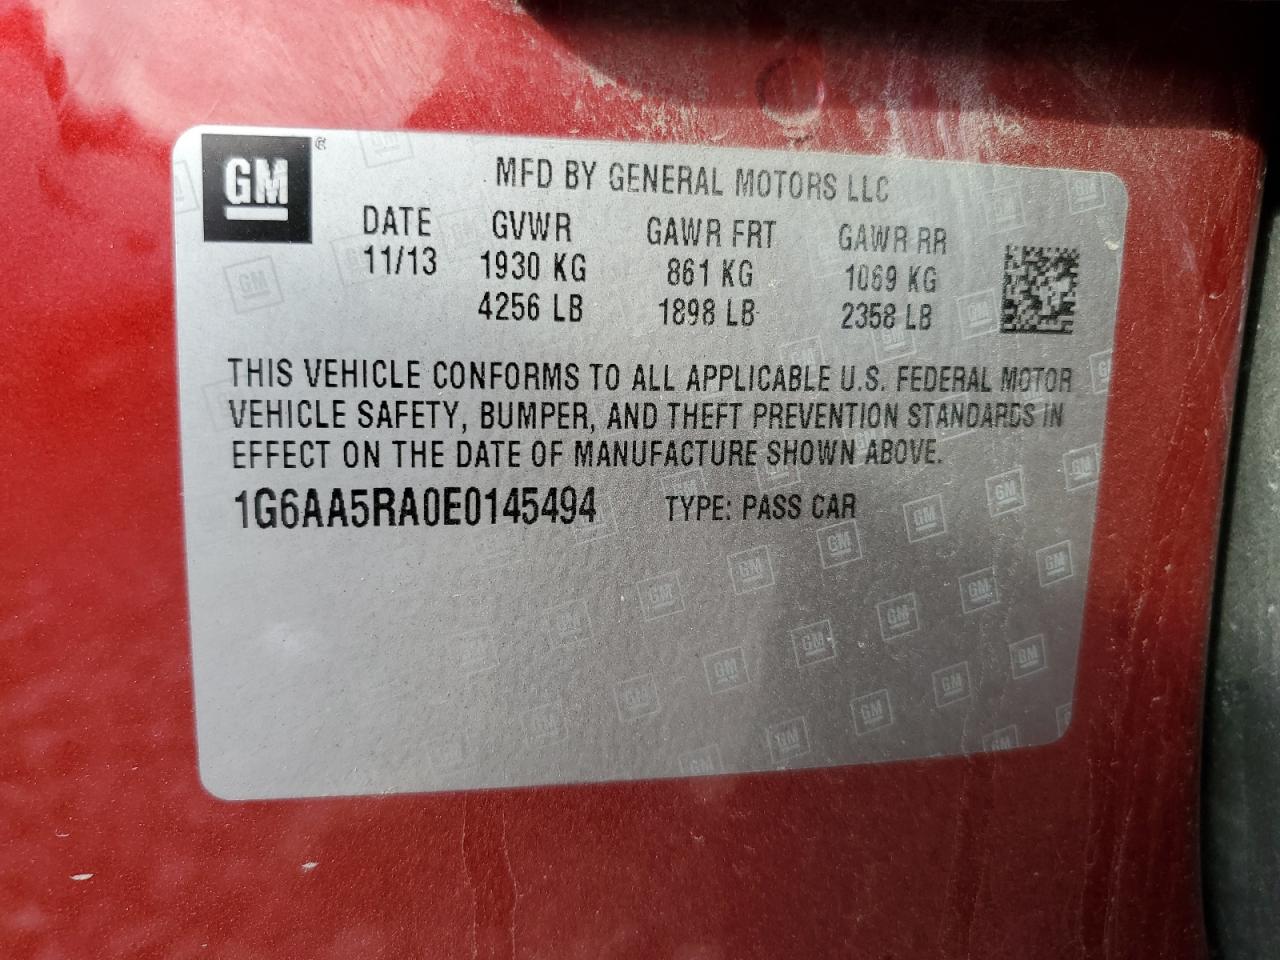 GM ®
MFD BY GENERAL MOTORS LLC
DATE GVWR GAWR FRT GAWR RR
11/13 1930 KG 861 KG 1069 KG
4256 LB 1898 LB 2358 LB
THIS VEHICLE CONFORMS TO ALL APPLICABLE U.S. FEDERAL MOTOR
VEHICLE SAFETY, BUMPER, AND THEFT PREVENTION STANDARDS IN
EFFECT ON THE DATE OF MANUFACTURE SHOWN ABOVE.
1G6AA5RA0E0145494 TYPE: PASS CAR